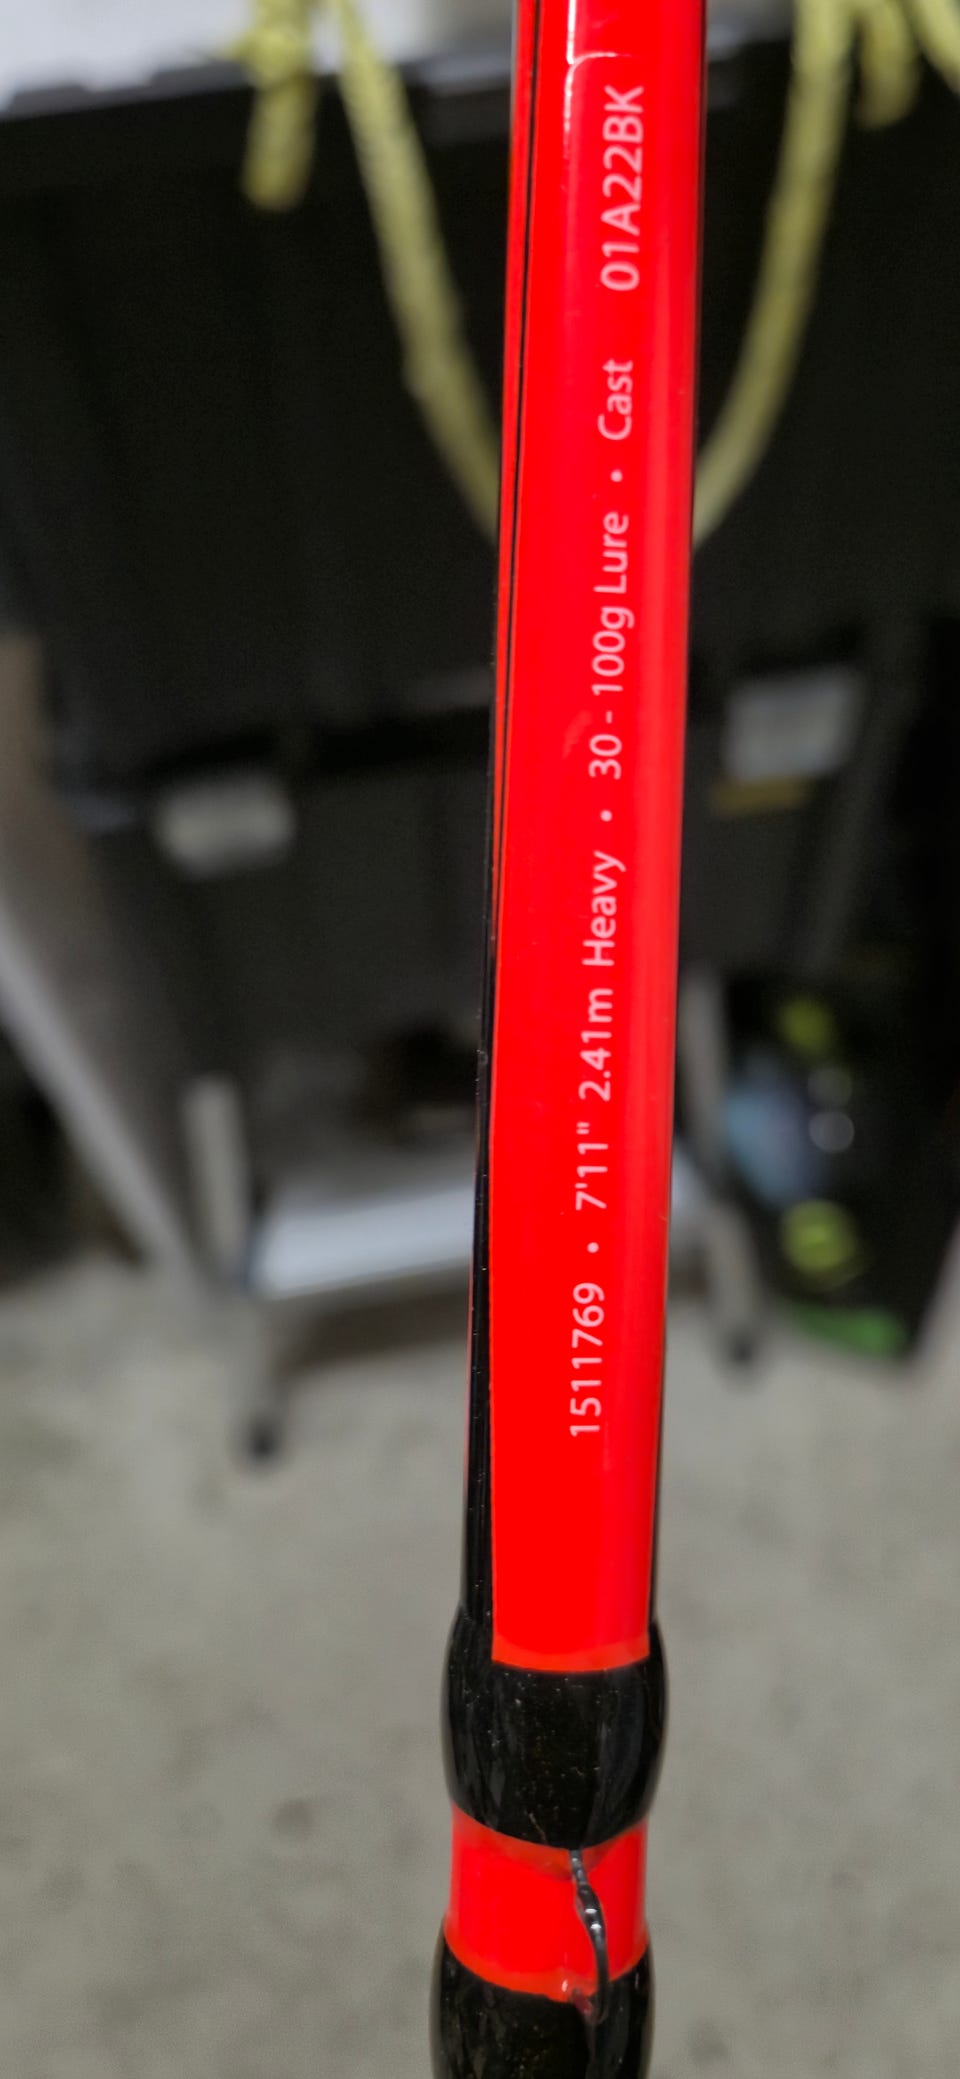 1511769 • 7'11" 2.41m Heavy • 30 - 100g Lure • Cast 01A22BK